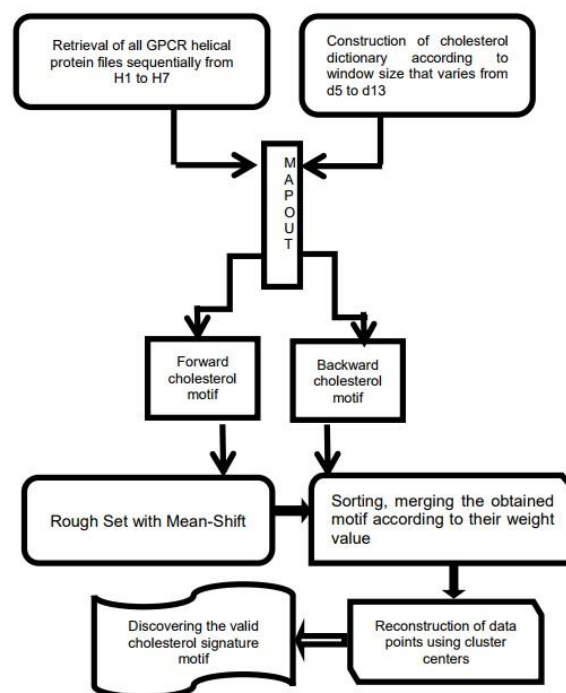 Retrieval of all GPCR helical
protein files sequentially from
H1 to H7
Construction of cholesterol
dictionary according to
window size that varies from
d5 to d13
M
A
P
O
U
T
Forward
cholesterol
motif
Backward
cholesterol
motif
Rough Set with Mean-Shift
Sorting, merging the obtained
motif according to their weight
value
Discovering the valid
cholesterol signature
motif
Reconstruction of data
points using cluster
centers